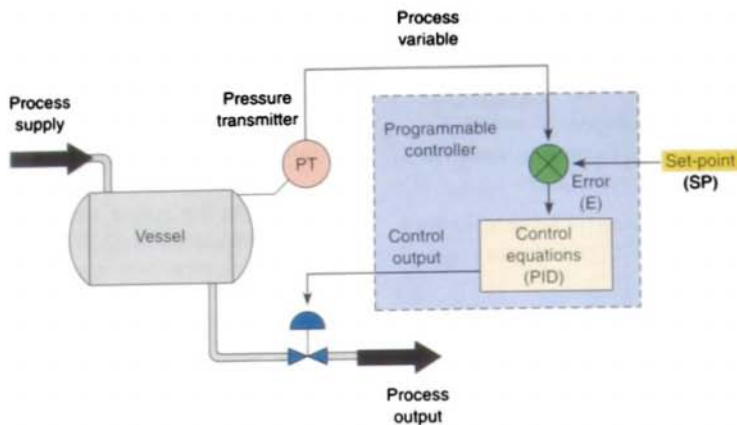 Process
variable
Process
supply
Pressure
transmitter
PT
Programmable
controller
Set-point
(SP)
Error
(E)
Vessel
Control
output
Control
equations
(PID)
Process
output